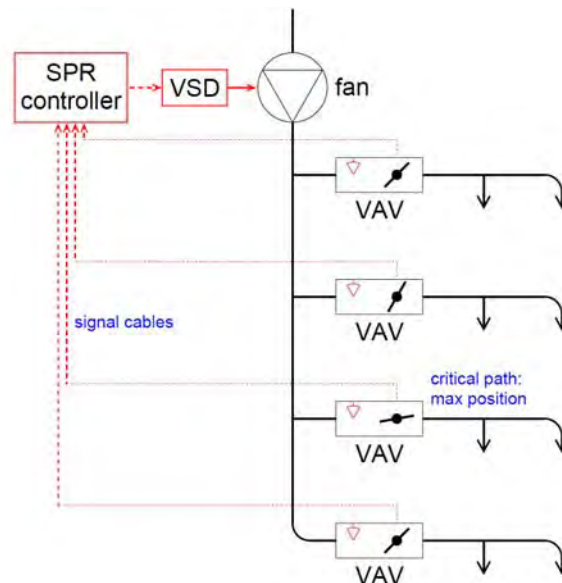 SPR
controller
VSD
fan
VAV
signal cables
VAV
critical path:
max position
VAV
VAV